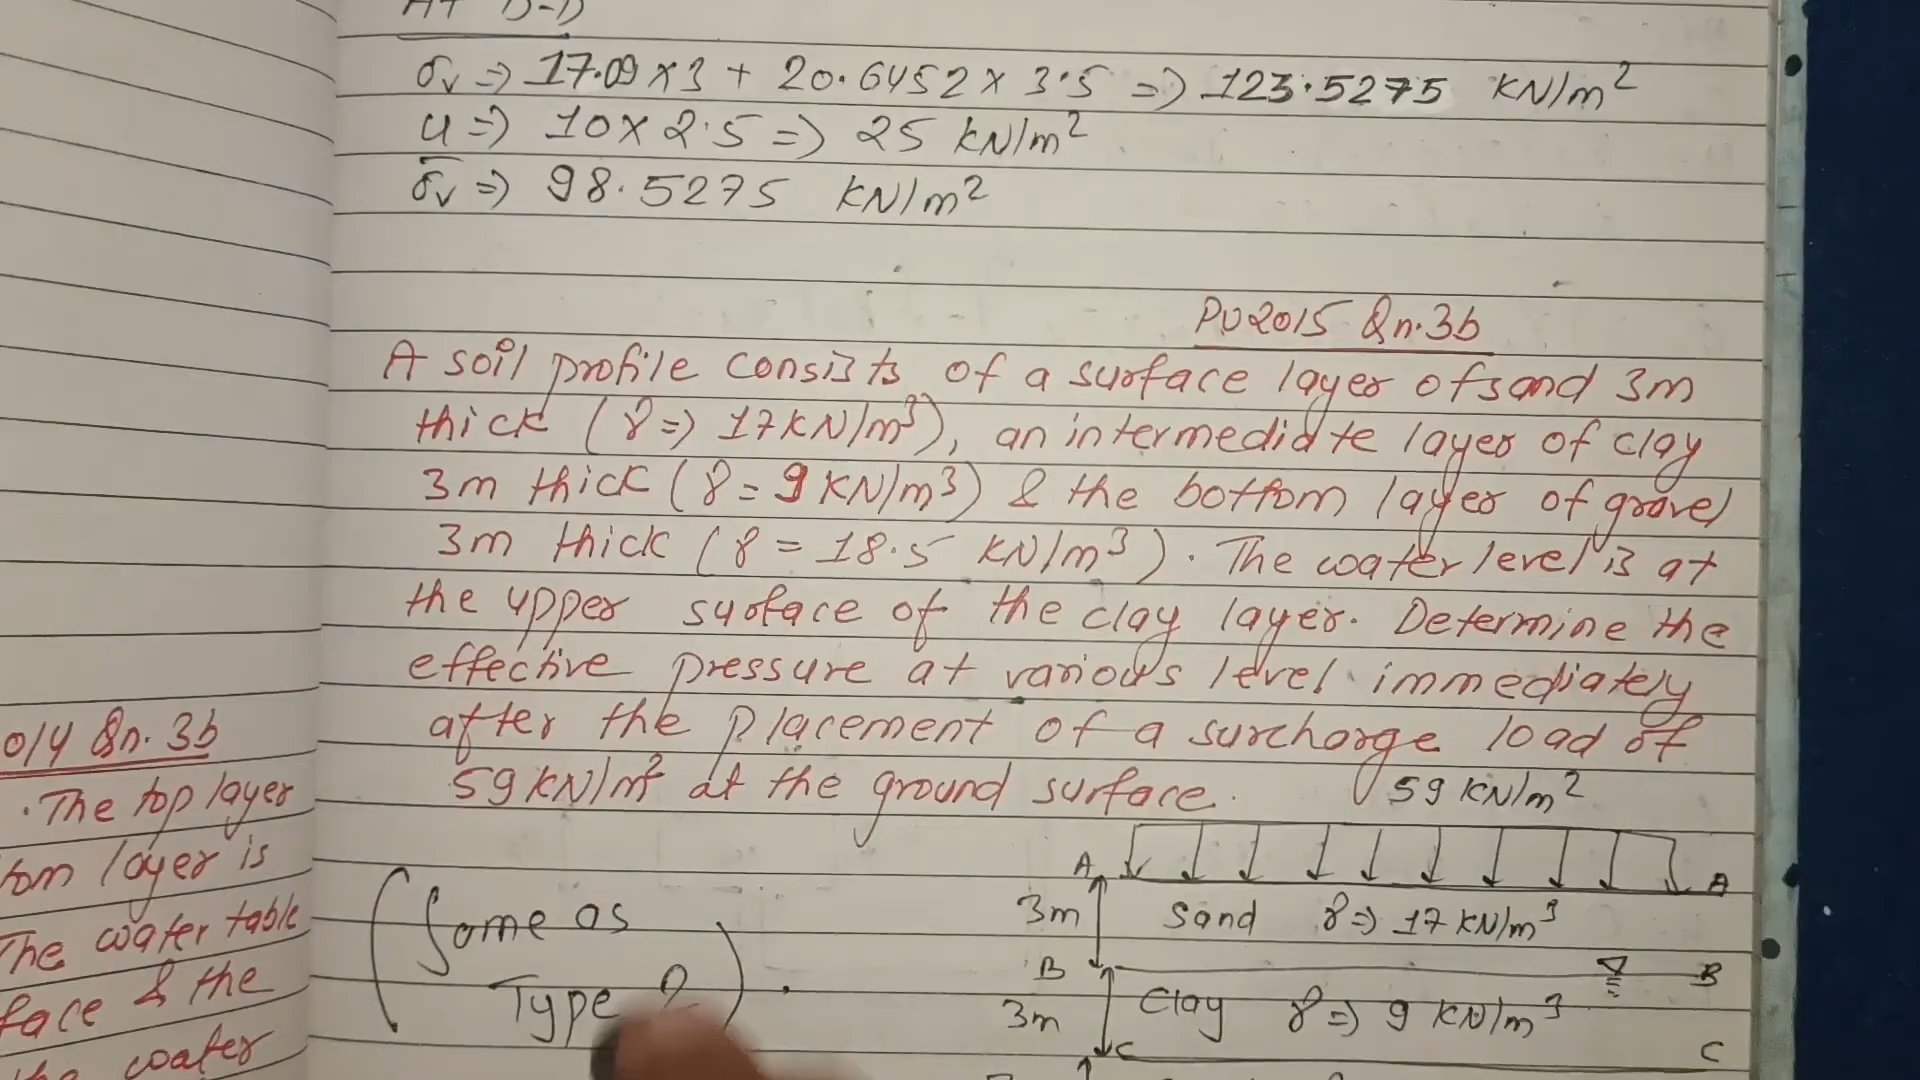 At D-D
σv => 17.09 x 3 + 20.6452 x 3.5 => 123.5275 KN/m²
u => 10 x 2.5 => 25 KN/m²
σ̄v => 98.5275 KN/m²
PU2015 Qn.3b
A soil profile consists of a surface layer of sand 3m
thick (γ => 17 KN/m³), an intermediate layer of clay
3m thick (γ = 9 KN/m³) & the bottom layer of gravel
3m thick (γ = 18.5 KN/m³). The water level is at
the upper surface of the clay layer. Determine the
effective pressure at various level immediately
after the placement of a surcharge load of
59 KN/m² at the ground surface.
59 KN/m²
A A
3m Sand γ => 17 KN/m³
B B
3m Clay γ => 9 KN/m³
C C
(Same as
Type 2)
014 Qn. 3b
. The top layer
tom layer is
The water table
face & the
the water